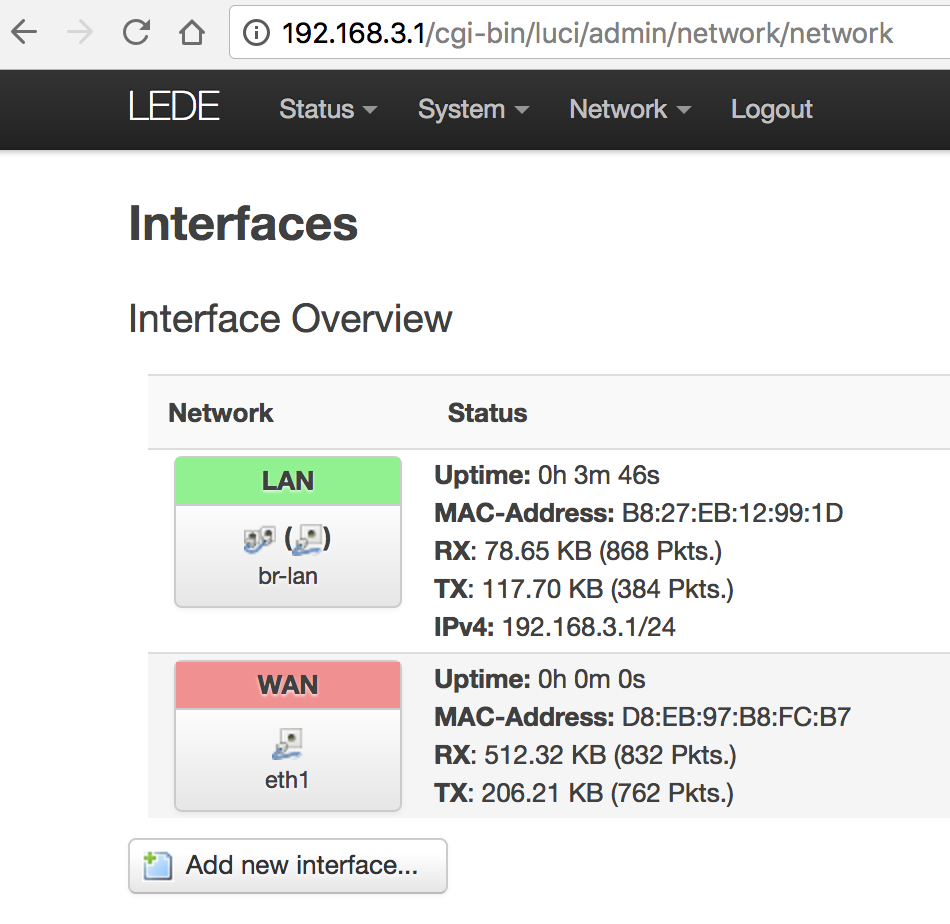 192.168.3.1/cgi-bin/luci/admin/network/network
LEDE Status System Network Logout
Interfaces
Interface Overview
Network Status
LAN
(  )
br-lan
Uptime: 0h 3m 46s
MAC-Address: B8:27:EB:12:99:1D
RX: 78.65 KB (868 Pkts.)
TX: 117.70 KB (384 Pkts.)
IPv4: 192.168.3.1/24
WAN
eth1
Uptime: 0h 0m 0s
MAC-Address: D8:EB:97:B8:FC:B7
RX: 512.32 KB (832 Pkts.)
TX: 206.21 KB (762 Pkts.)
Add new interface...